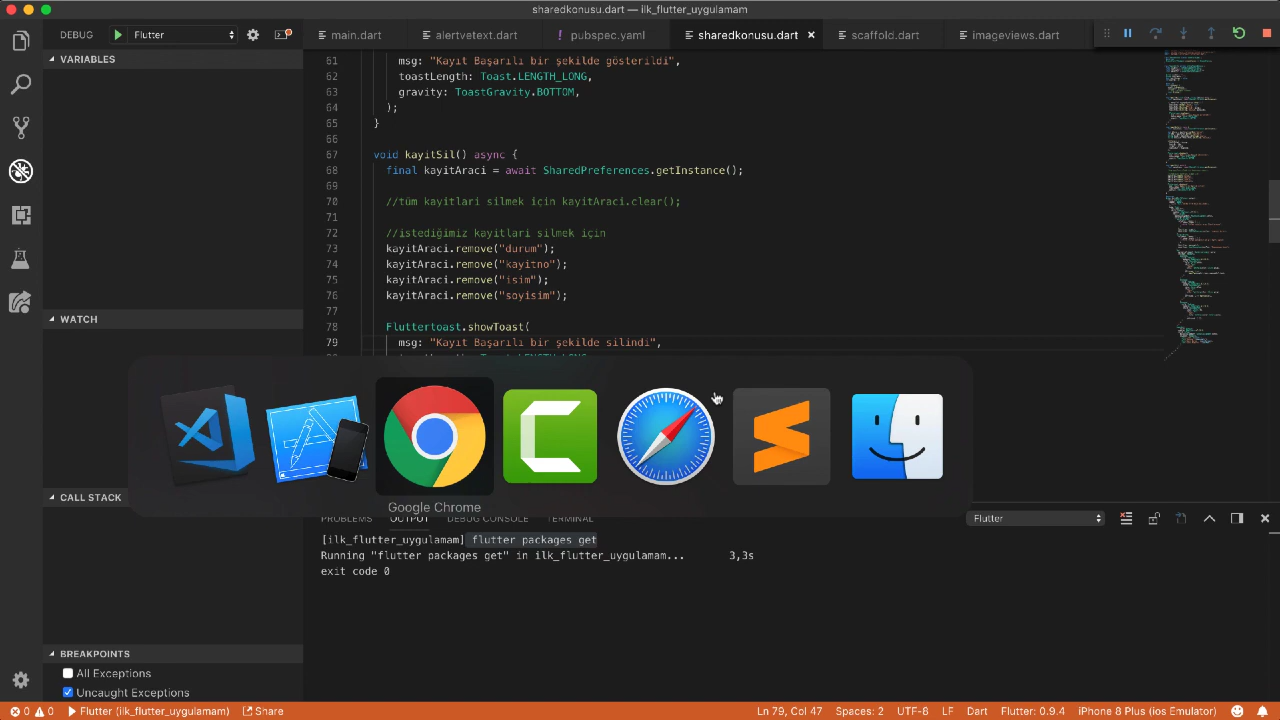 sharedkonusu.dart — ilk_flutter_uygulamam
DEBUG Flutter main.dart alertvetext.dart ! pubspec.yaml sharedkonusu.dart × scaffold.dart imageviews.dart
VARIABLES
WATCH
CALL STACK
BREAKPOINTS
All Exceptions
Uncaught Exceptions
61 msg: "Kayıt Başarılı bir şekilde gösterildi",
62 toastLength: Toast.LENGTH_LONG,
63 gravity: ToastGravity.BOTTOM,
64 );
65 }
66
67 void kayitSil() async {
68 final kayitAraci = await SharedPreferences.getInstance();
69
70 //tüm kayitlari silmek için kayitAraci.clear();
71
72 //istediğimiz kayitlari silmek için
73 kayitAraci.remove("durum");
74 kayitAraci.remove("kayitno");
75 kayitAraci.remove("isim");
76 kayitAraci.remove("soyisim");
77
78 Fluttertoast.showToast(
79 msg: "Kayıt Başarılı bir şekilde silindi",
Google Chrome
PROBLEMS OUTPUT DEBUG CONSOLE TERMINAL Flutter
[ilk_flutter_uygulamam] flutter packages get
Running "flutter packages get" in ilk_flutter_uygulamam... 3,3s
exit code 0
0 0 Flutter (ilk_flutter_uygulamam) Share Ln 79, Col 47 Spaces: 2 UTF-8 LF Dart Flutter: 0.9.4 iPhone 8 Plus (ios Emulator)